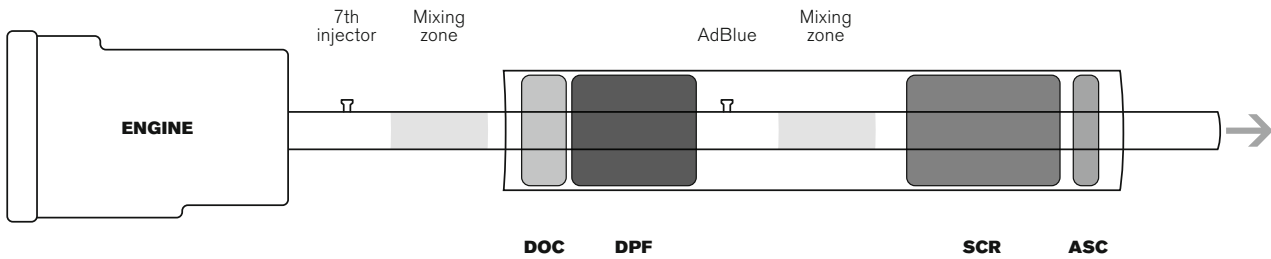 7th
injector
Mixing
zone
AdBlue
Mixing
zone
ENGINE
DOC
DPF
SCR
ASC